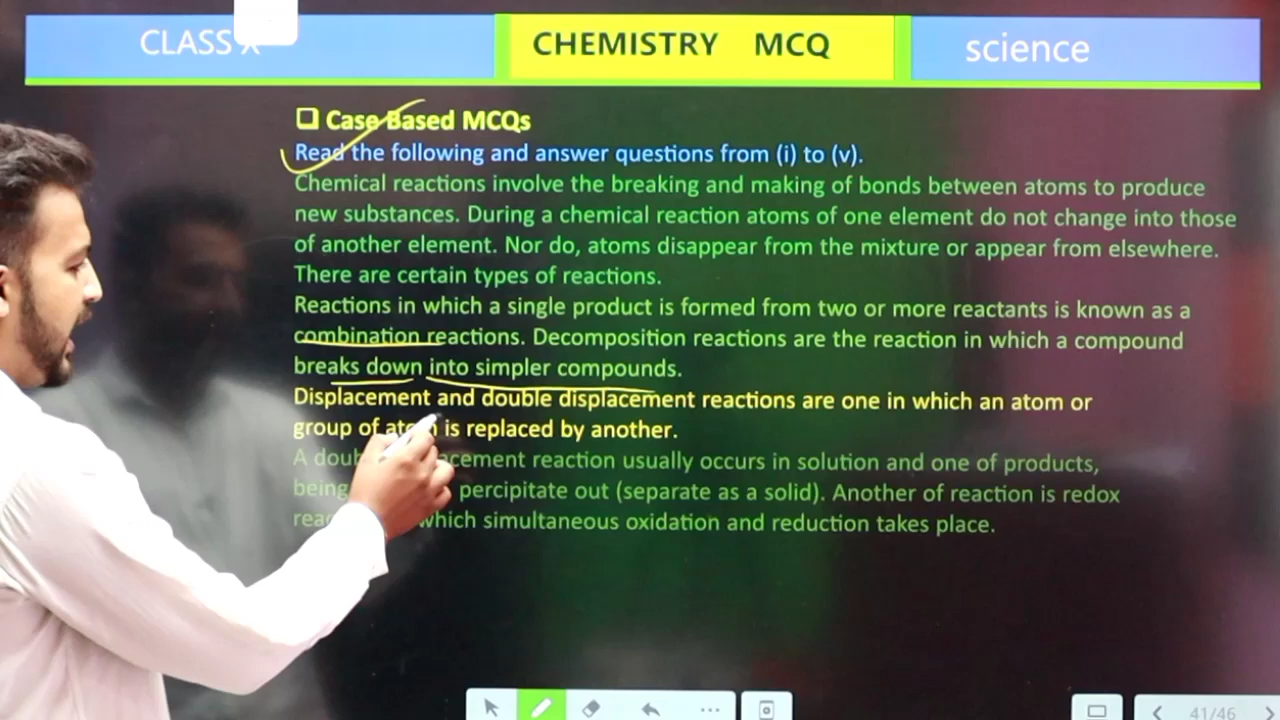 CLASS X
CHEMISTRY MCQ
science
Case Based MCQs
Read the following and answer questions from (i) to (v).
Chemical reactions involve the breaking and making of bonds between atoms to produce
new substances. During a chemical reaction atoms of one element do not change into those
of another element. Nor do, atoms disappear from the mixture or appear from elsewhere.
There are certain types of reactions.
Reactions in which a single product is formed from two or more reactants is known as a
combination reactions. Decomposition reactions are the reaction in which a compound
breaks down into simpler compounds.
Displacement and double displacement reactions are one in which an atom or
group of atom is replaced by another.
A doub cement reaction usually occurs in solution and one of products,
being percipitate out (separate as a solid). Another of reaction is redox
rea which simultaneous oxidation and reduction takes place.
41/46